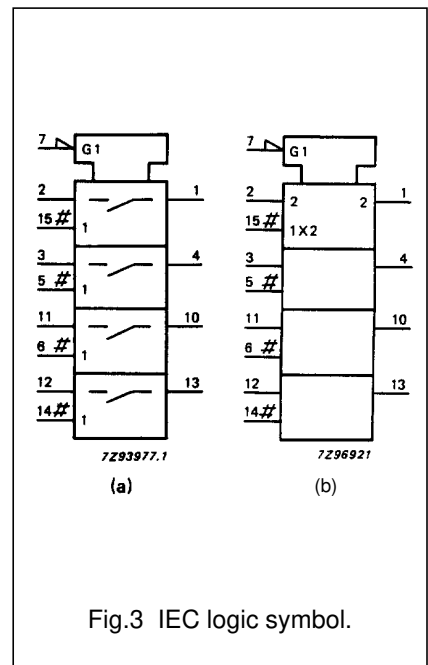 7 G1
2 1
15# 1
3 4
5# 1
11 10
6# 1
12 13
14# 1
7Z93977.1
(a)
7 G1
2 2 2 1
15# 1X2
3 4
5#
11 10
6#
12 13
14#
7Z96921
(b)
Fig.3 IEC logic symbol.